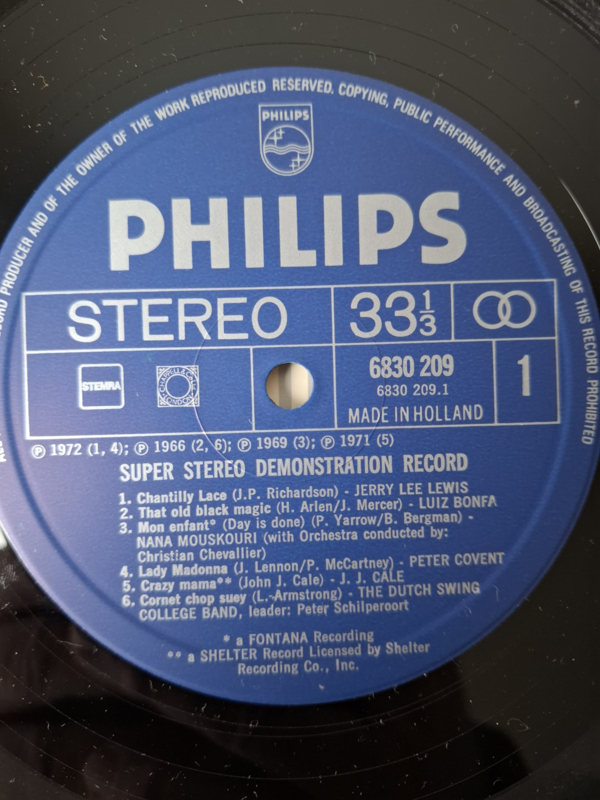 RECORD PRODUCER AND OF THE OWNER OF THE WORK REPRODUCED RESERVED. COPYING, PUBLIC PERFORMANCE AND BROADCASTING OF THIS RECORD PROHIBITED
PHILIPS
PHILIPS
STEREO
33⅓
STEMRA
6830 209
6830 209.1
MADE IN HOLLAND
1
Ⓟ 1972 (1, 4); Ⓟ 1966 (2, 6); Ⓟ 1969 (3); Ⓟ 1971 (5)
SUPER STEREO DEMONSTRATION RECORD
1. Chantilly Lace (J.P. Richardson) - JERRY LEE LEWIS
2. That old black magic (H. Arlen/J. Mercer) - LUIZ BONFA
3. Mon enfant* (Day is done) (P. Yarrow/B. Bergman) -
NANA MOUSKOURI (with Orchestra conducted by:
Christian Chevallier)
4. Lady Madonna (J. Lennon/P. McCartney) - PETER COVENT
5. Crazy mama** (John J. Cale) - J. J. CALE
6. Cornet chop suey (L. Armstrong) - THE DUTCH SWING
COLLEGE BAND, leader: Peter Schilperoort
* a FONTANA Recording
** a SHELTER Record Licensed by Shelter
Recording Co., Inc.